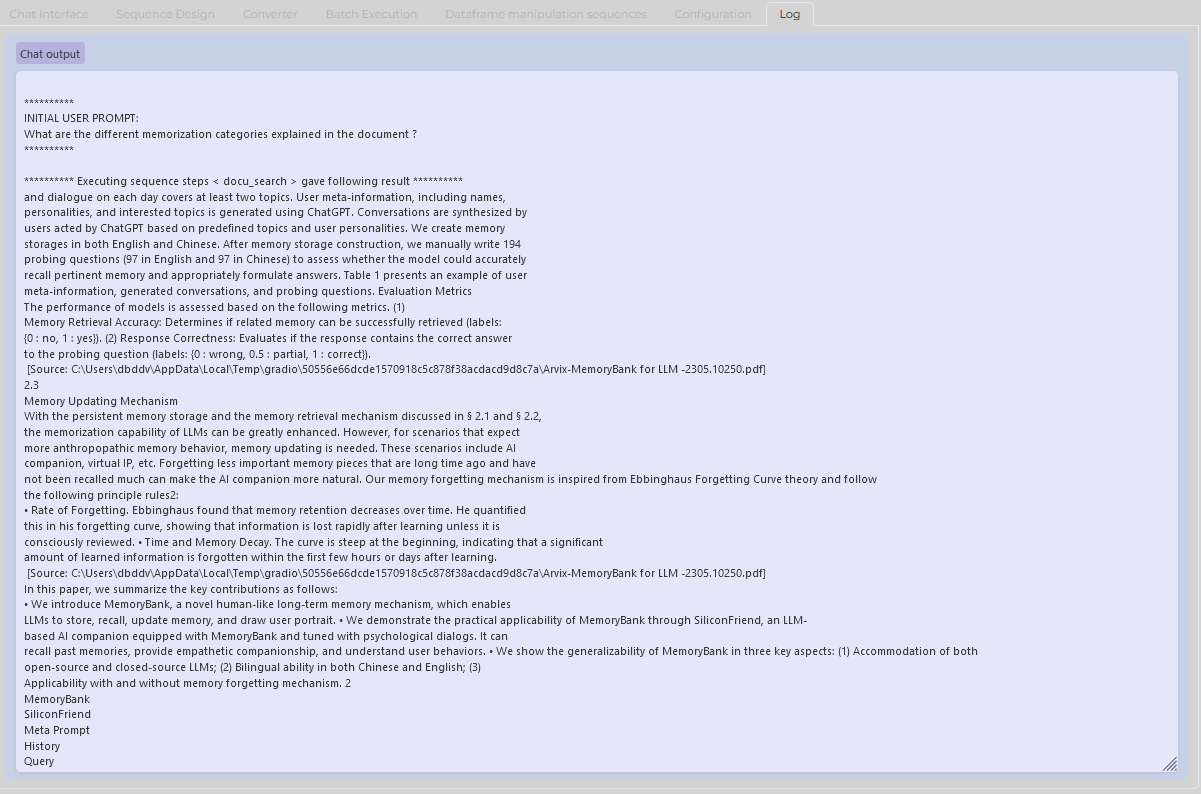 Chat Interface
Sequence Design
Converter
Batch Execution
Dataframe manipulation sequences
Configuration
Log
Chat output
**********
INITIAL USER PROMPT:
What are the different memorization categories explained in the document ?
**********
********** Executing sequence steps < docu_search > gave following result **********
and dialogue on each day covers at least two topics. User meta-information, including names,
personalities, and interested topics is generated using ChatGPT. Conversations are synthesized by
users acted by ChatGPT based on predefined topics and user personalities. We create memory
storages in both English and Chinese. After memory storage construction, we manually write 194
probing questions (97 in English and 97 in Chinese) to assess whether the model could accurately
recall pertinent memory and appropriately formulate answers. Table 1 presents an example of user
meta-information, generated conversations, and probing questions. Evaluation Metrics
The performance of models is assessed based on the following metrics. (1)
Memory Retrieval Accuracy: Determines if related memory can be successfully retrieved (labels:
{0 : no, 1 : yes}). (2) Response Correctness: Evaluates if the response contains the correct answer
to the probing question (labels: {0 : wrong, 0.5 : partial, 1 : correct}).
[Source: C:\Users\dbddv\AppData\Local\Temp\gradio\50556e66dcde1570918c5c878f38acdacd9d8c7a\Arvix-MemoryBank for LLM -2305.10250.pdf]
2.3
Memory Updating Mechanism
With the persistent memory storage and the memory retrieval mechanism discussed in § 2.1 and § 2.2,
the memorization capability of LLMs can be greatly enhanced. However, for scenarios that expect
more anthropopathic memory behavior, memory updating is needed. These scenarios include AI
companion, virtual IP, etc. Forgetting less important memory pieces that are long time ago and have
not been recalled much can make the AI companion more natural. Our memory forgetting mechanism is inspired from Ebbinghaus Forgetting Curve theory and follow
the following principle rules2:
• Rate of Forgetting. Ebbinghaus found that memory retention decreases over time. He quantified
this in his forgetting curve, showing that information is lost rapidly after learning unless it is
consciously reviewed. • Time and Memory Decay. The curve is steep at the beginning, indicating that a significant
amount of learned information is forgotten within the first few hours or days after learning.
[Source: C:\Users\dbddv\AppData\Local\Temp\gradio\50556e66dcde1570918c5c878f38acdacd9d8c7a\Arvix-MemoryBank for LLM -2305.10250.pdf]
In this paper, we summarize the key contributions as follows:
• We introduce MemoryBank, a novel human-like long-term memory mechanism, which enables
LLMs to store, recall, update memory, and draw user portrait. • We demonstrate the practical applicability of MemoryBank through SiliconFriend, an LLM-
based AI companion equipped with MemoryBank and tuned with psychological dialogs. It can
recall past memories, provide empathetic companionship, and understand user behaviors. • We show the generalizability of MemoryBank in three key aspects: (1) Accommodation of both
open-source and closed-source LLMs; (2) Bilingual ability in both Chinese and English; (3)
Applicability with and without memory forgetting mechanism. 2
MemoryBank
SiliconFriend
Meta Prompt
History
Query